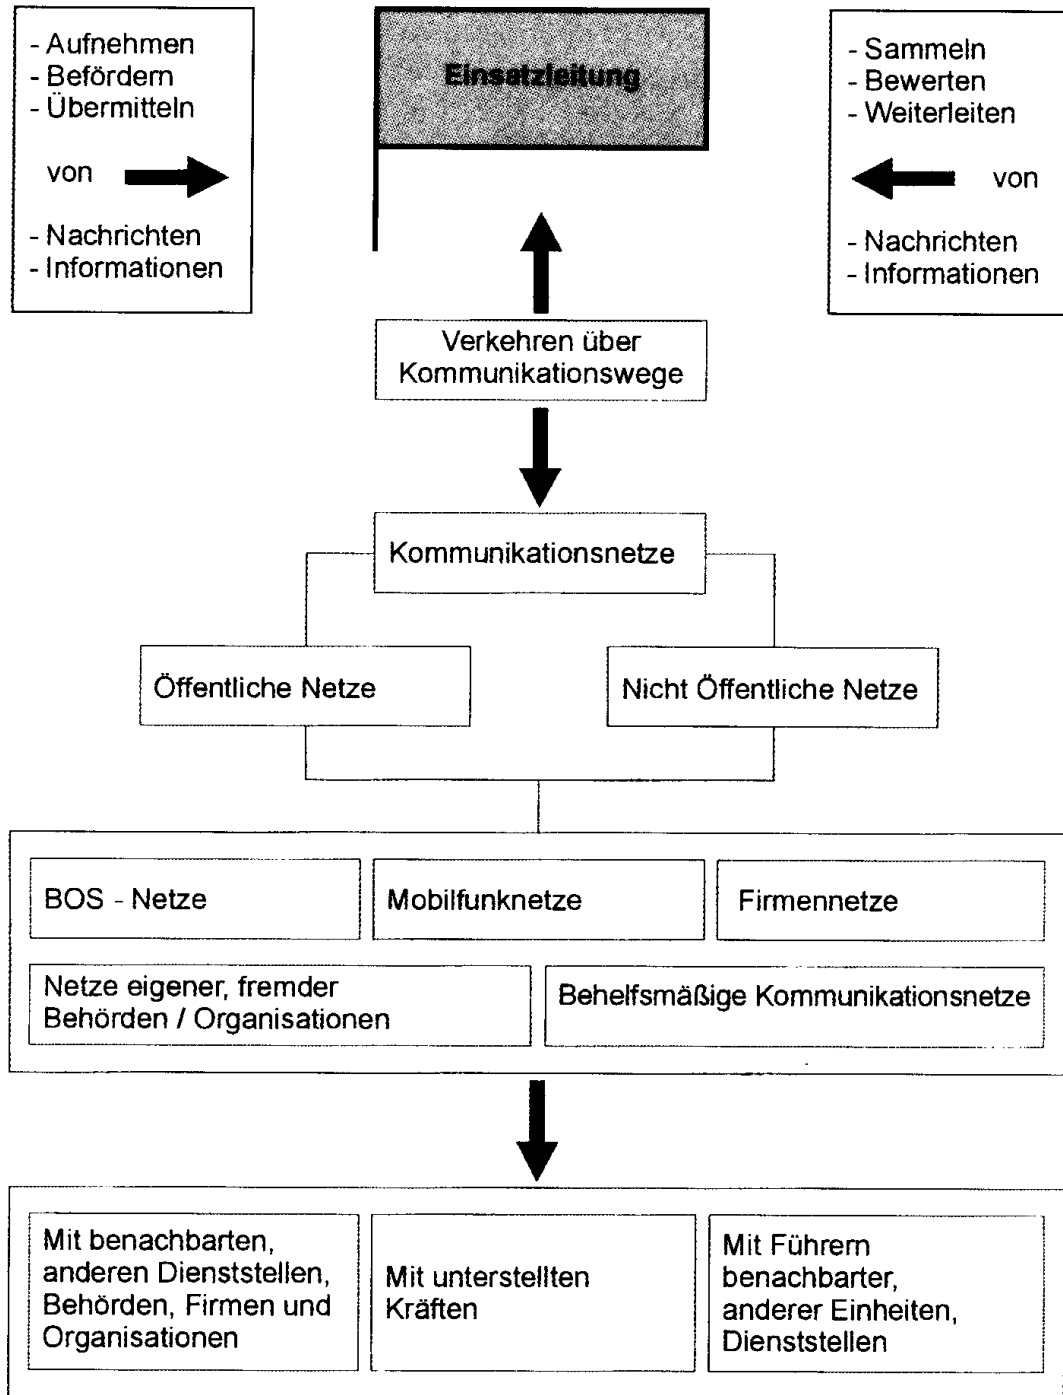 - Aufnehmen
- Befördern
- Übermitteln
von
- Nachrichten
- Informationen
Einsatzleitung
- Sammeln
- Bewerten
- Weiterleiten
von
- Nachrichten
- Informationen
Verkehren über
Kommunikationswege
Kommunikationsnetze
Öffentliche Netze
Nicht Öffentliche Netze
BOS - Netze
Mobilfunknetze
Firmennetze
Netze eigener, fremder
Behörden / Organisationen
Behelfsmäßige Kommunikationsnetze
Mit benachbarten,
anderen Dienststellen,
Behörden, Firmen und
Organisationen
Mit unterstellten
Kräften
Mit Führern
benachbarter,
anderer Einheiten,
Dienststellen